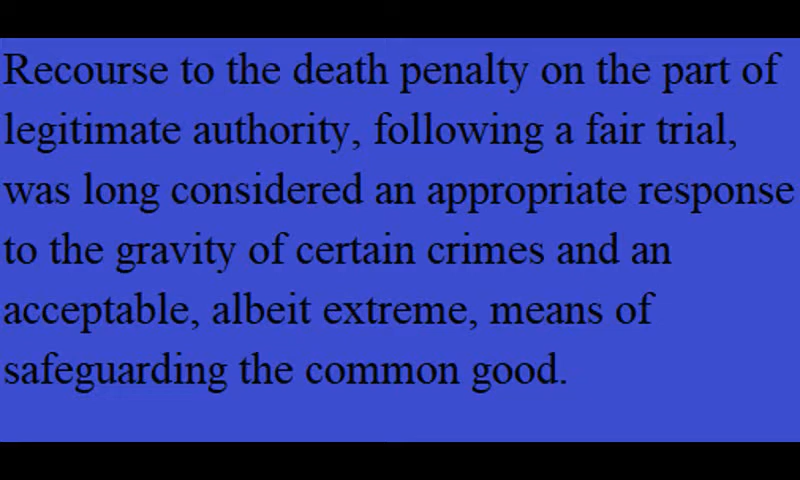 Recourse to the death penalty on the part of
legitimate authority, following a fair trial,
was long considered an appropriate response
to the gravity of certain crimes and an
acceptable, albeit extreme, means of
safeguarding the common good.